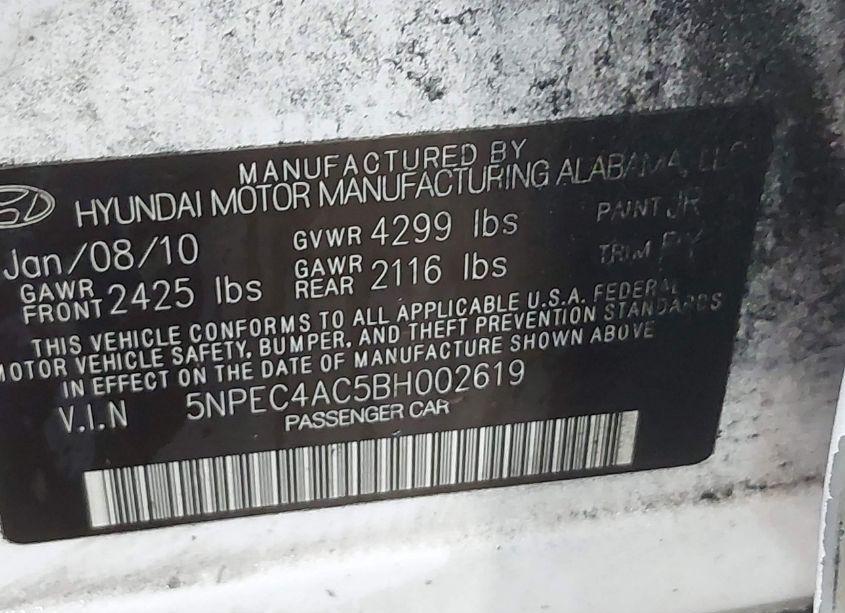 MANUFACTURED BY
HYUNDAI MOTOR MANUFACTURING ALABAMA, LLC
Jan/08/10 GVWR 4299 lbs PAINT JR
GAWR FRONT 2425 lbs GAWR REAR 2116 lbs TRIM
THIS VEHICLE CONFORMS TO ALL APPLICABLE U.S.A. FEDERAL
MOTOR VEHICLE SAFETY, BUMPER, AND THEFT PREVENTION STANDARDS
IN EFFECT ON THE DATE OF MANUFACTURE SHOWN ABOVE
V.I.N 5NPEC4AC5BH002619
PASSENGER CAR